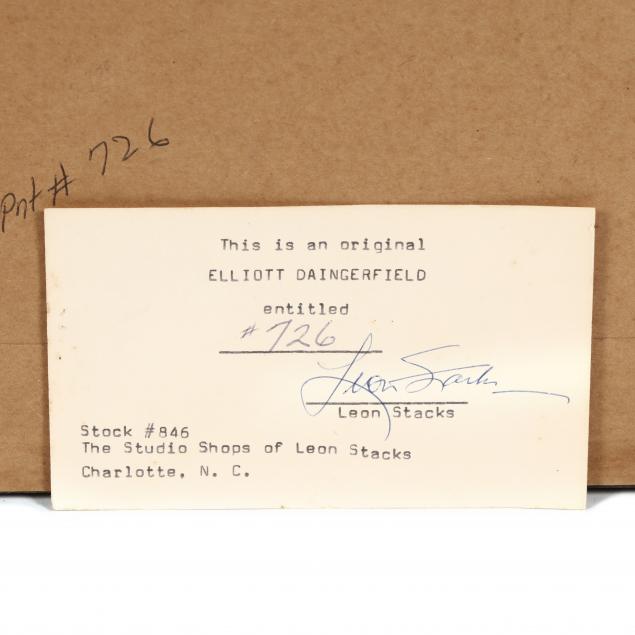 Pnt # 726
This is an original
ELLIOTT DAINGERFIELD
entitled
# 726
Leon Stacks
Leon Stacks
Stock #846
The Studio Shops of Leon Stacks
Charlotte, N. C.